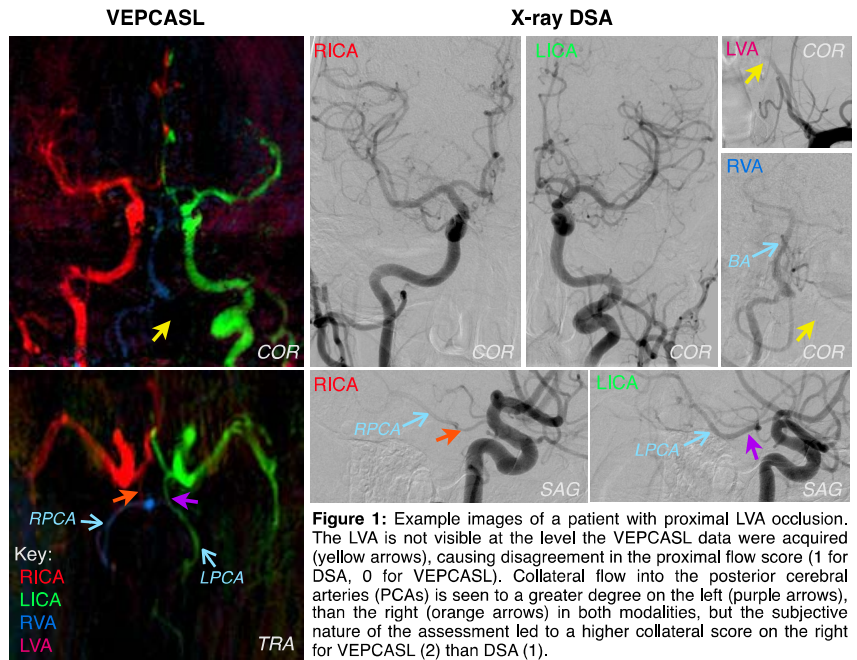 VEPCASL
X-ray DSA
COR
RICA
COR
LICA
COR
LVA
COR
RVA
BA
COR
RPCA
LPCA
Key:
RICA
LICA
RVA
LVA
TRA
RICA
RPCA
SAG
LICA
LPCA
SAG
Figure 1: Example images of a patient with proximal LVA occlusion.
The LVA is not visible at the level the VEPCASL data were acquired
(yellow arrows), causing disagreement in the proximal flow score (1 for
DSA, 0 for VEPCASL). Collateral flow into the posterior cerebral
arteries (PCAs) is seen to a greater degree on the left (purple arrows),
than the right (orange arrows) in both modalities, but the subjective
nature of the assessment led to a higher collateral score on the right
for VEPCASL (2) than DSA (1).